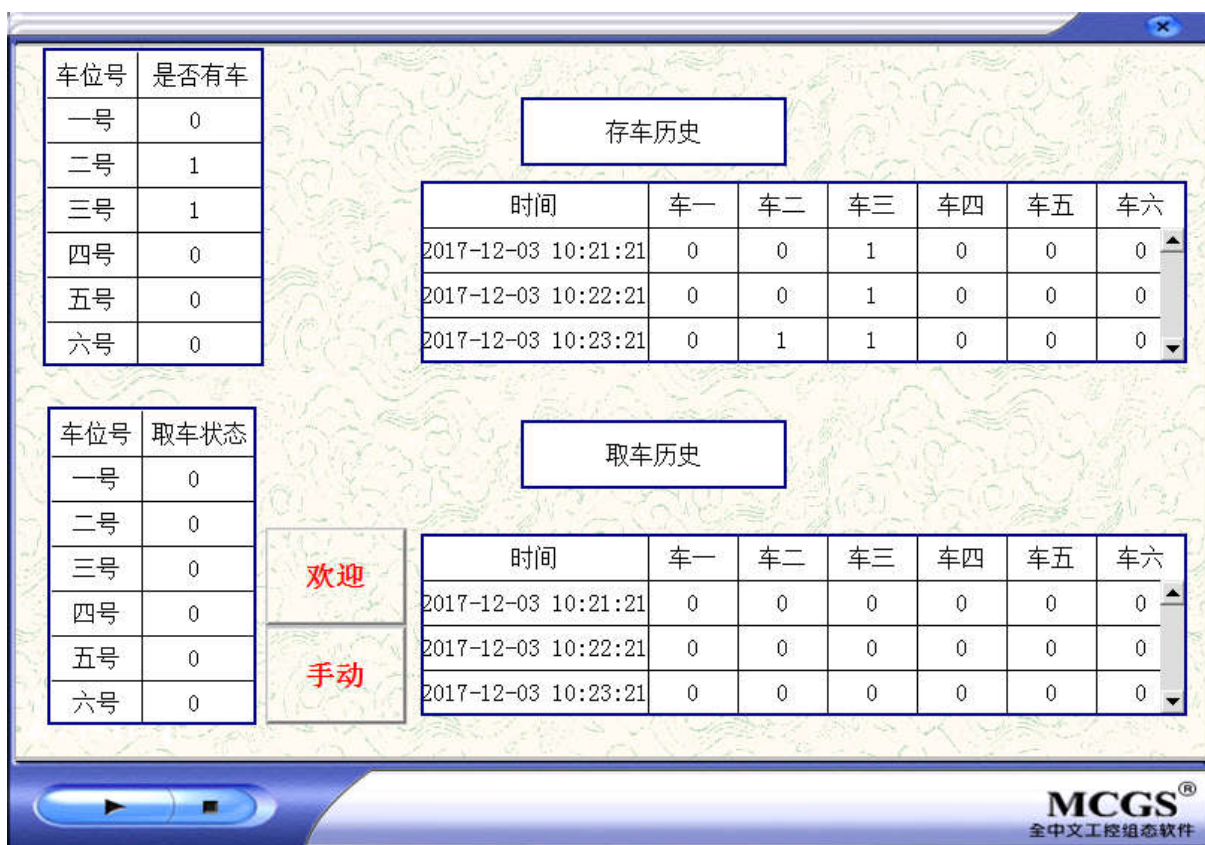 车位号 是否有车
一号 0
二号 1
三号 1
四号 0
五号 0
六号 0
存车历史
时间 车一 车二 车三 车四 车五 车六
2017-12-03 10:21:21 0 0 1 0 0 0
2017-12-03 10:22:21 0 0 1 0 0 0
2017-12-03 10:23:21 0 1 1 0 0 0
车位号 取车状态
一号 0
二号 0
三号 0
四号 0
五号 0
六号 0
欢迎
手动
取车历史
时间 车一 车二 车三 车四 车五 车六
2017-12-03 10:21:21 0 0 0 0 0 0
2017-12-03 10:22:21 0 0 0 0 0 0
2017-12-03 10:23:21 0 0 0 0 0 0
MCGS®
全中文工控组态软件